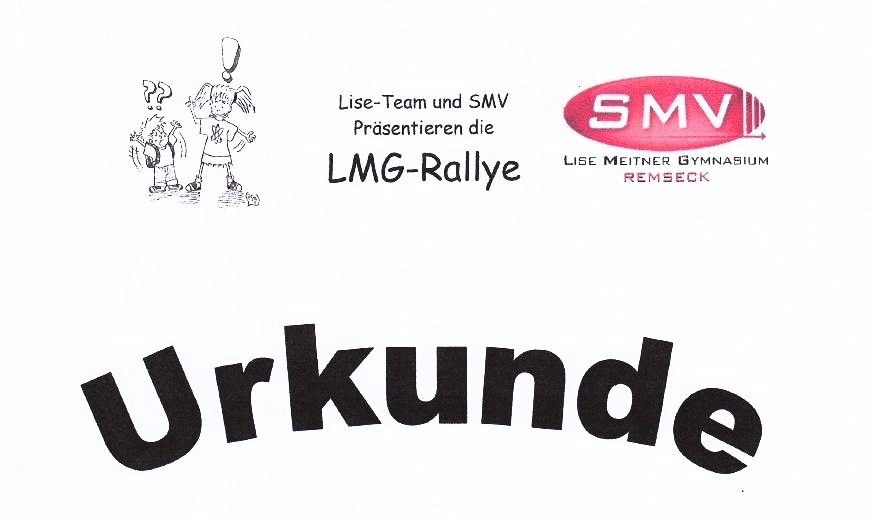 ??
!
Lise-Team und SMV
Präsentieren die
LMG-Rallye
SMV
LISE MEITNER GYMNASIUM
REMSECK
Urkunde